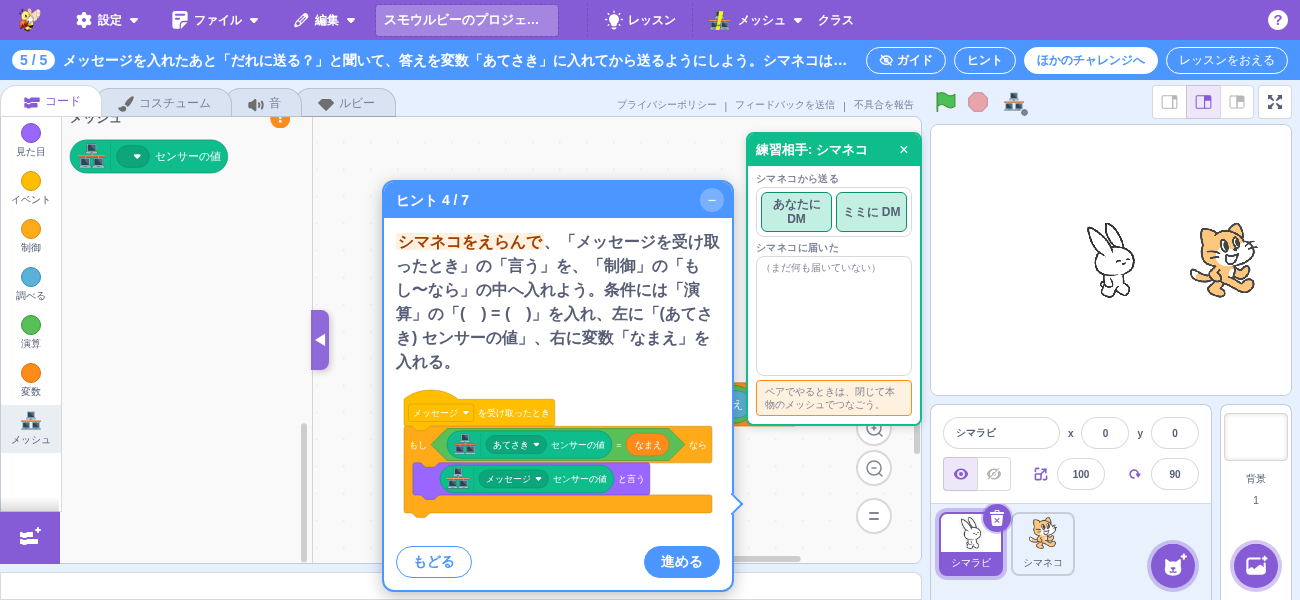 設定
ファイル
編集
スモウルビーのプロジェ…
レッスン
メッシュ
クラス
?
5 / 5
メッセージを入れたあと「だれに送る？」と聞いて、答えを変数「あてさき」に入れてから送るようにしよう。シマネコは…
ガイド
ヒント
ほかのチャレンジへ
レッスンをおえる
コード
コスチューム
音
ルビー
プライバシーポリシー | フィードバックを送信 | 不具合を報告
見た目
イベント
制御
調べる
演算
変数
メッシュ
メッシュ
センサーの値
ヒント 4 / 7
シマネコをえらんで、「メッセージを受け取
ったとき」の「言う」を、「制御」の「も
し〜なら」の中へ入れよう。条件には「演
算」の「(　) = (　)」を入れ、左に「(あてさ
き) センサーの値」、右に変数「なまえ」を
入れる。
メッセージ を受け取ったとき
もし あてさき センサーの値 = なまえ なら
メッセージ センサーの値 と言う
もどる
進める
え
練習相手: シマネコ
×
シマネコから送る
あなたに
DM
ミミに DM
シマネコに届いた
（まだ何も届いていない）
ペアでやるときは、閉じて本
物のメッシュでつなごう。
シマラビ
x
0
y
0
100
90
シマラビ
シマネコ
背景
1